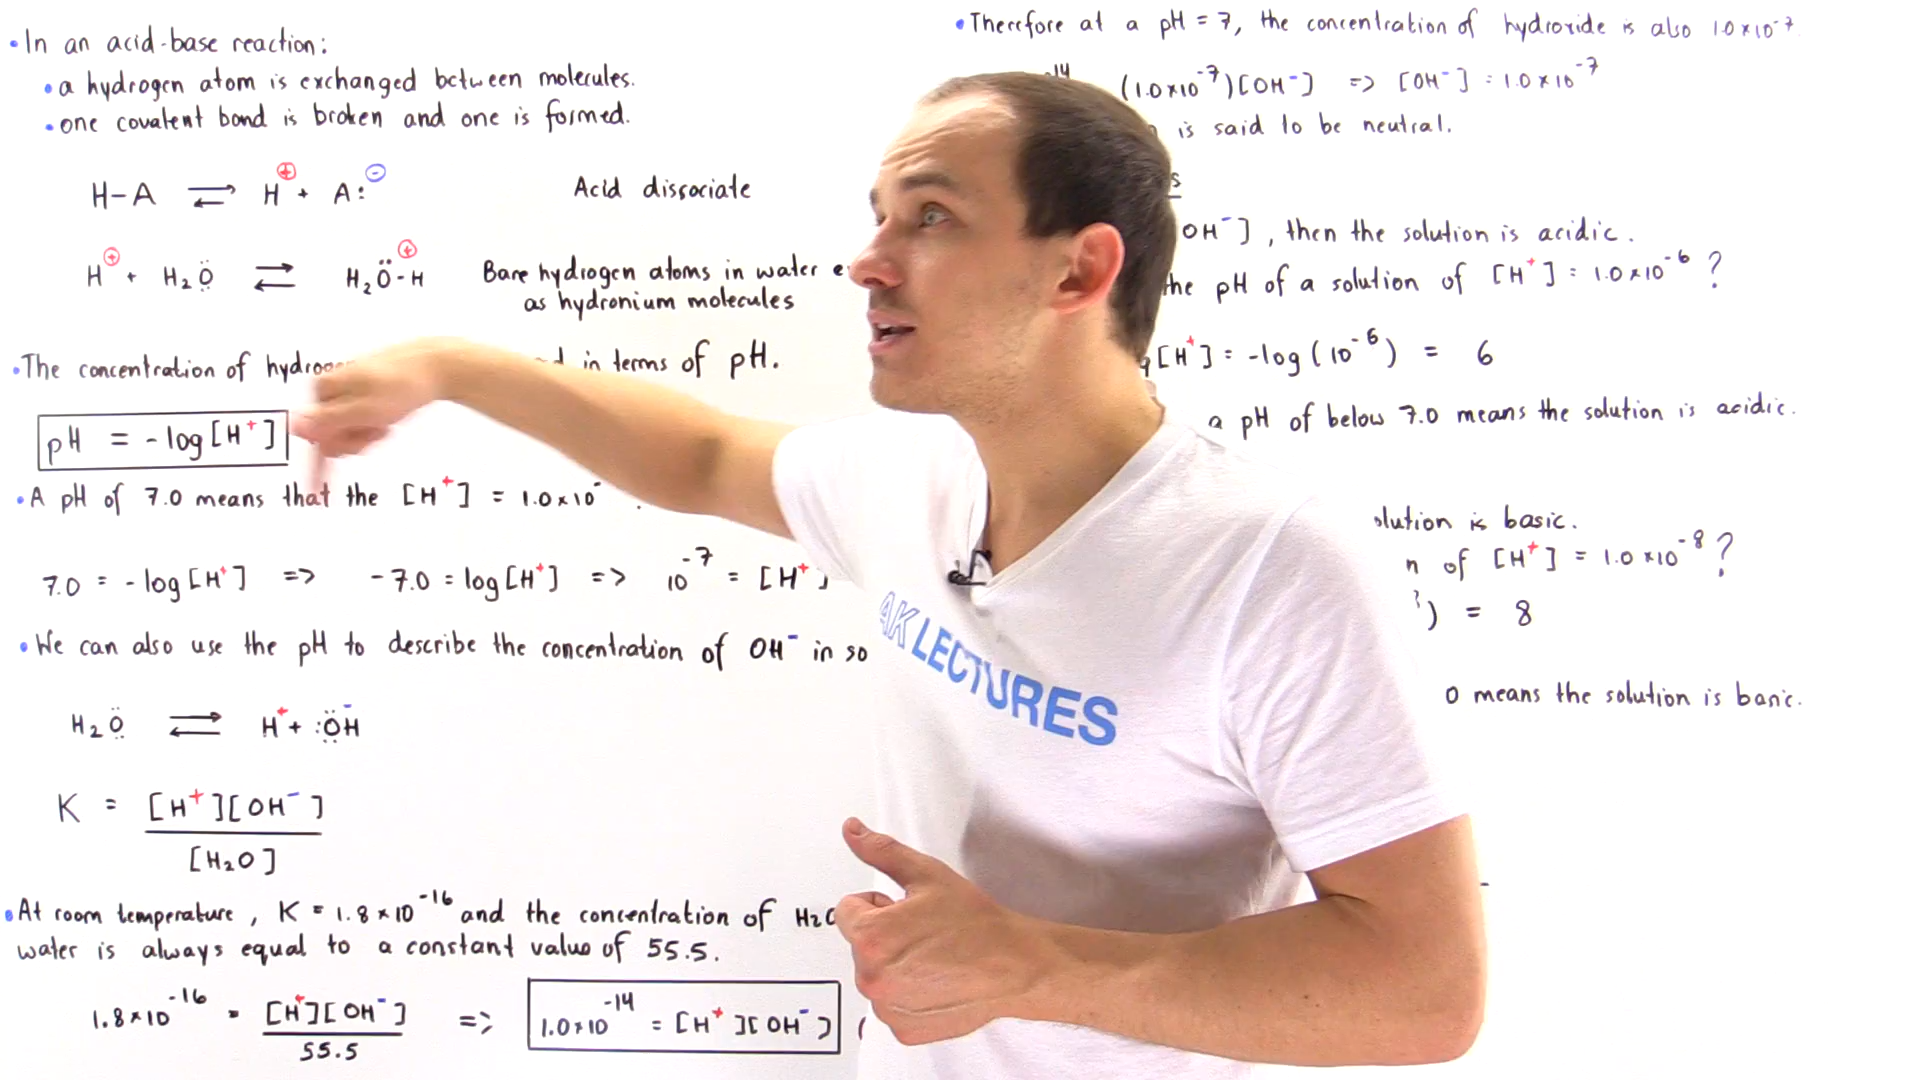 • In an acid-base reaction:
• a hydrogen atom is exchanged between molecules.
• one covalent bond is broken and one is formed.
H-A ⇌ H⊕ + A:⊖ Acid dissociate
H⊕ + H₂Ö: ⇌ H₂Ö-H⊕ Bare hydrogen atoms in water
as hydronium molecules
• The concentration of in terms of pH.
pH = -log[H⁺]
• A pH of 7.0 means that the [H⁺] = 1.0×10⁻
7.0 = -log[H⁺] => -7.0 = log[H⁺] => 10⁻⁷ = [H⁺]
• We can also use the pH to describe the concentration of OH⁻ in so
H₂Ö: ⇌ H⁺ + :ÖH⁻
K = [H⁺][OH⁻]
[H₂O]
• At room temperature, K = 1.8×10⁻¹⁶ and the concentration of H₂O
water is always equal to a constant value of 55.5.
1.8×10⁻¹⁶ = [H⁺][OH⁻] => 1.0×10⁻¹⁴ = [H⁺][OH⁻] (
55.5
• Therefore at a pH = 7, the concentration of hydroxide is also 1.0×10⁻⁷
⁻¹⁴ (1.0×10⁻⁷)[OH⁻] => [OH⁻] = 1.0×10⁻⁷
is said to be neutral.
OH⁻], then the solution is acidic.
the pH of a solution of [H⁺] = 1.0×10⁻⁶?
[H⁺] = -log(10⁻⁶) = 6
a pH of below 7.0 means the solution is acidic.
olution is basic.
n of [H⁺] = 1.0×10⁻⁸?
) = 8
0 means the solution is banic.
AK LECTURES